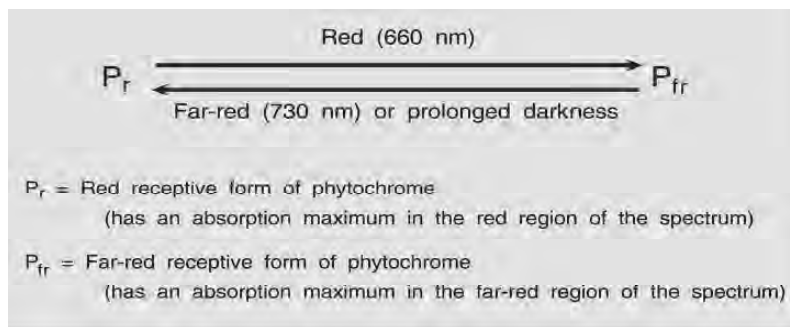 Red (660 nm)
Pr Pfr
Far-red (730 nm) or prolonged darkness
Pr = Red receptive form of phytochrome
(has an absorption maximum in the red region of the spectrum)
Pfr = Far-red receptive form of phytochrome
(has an absorption maximum in the far-red region of the spectrum)